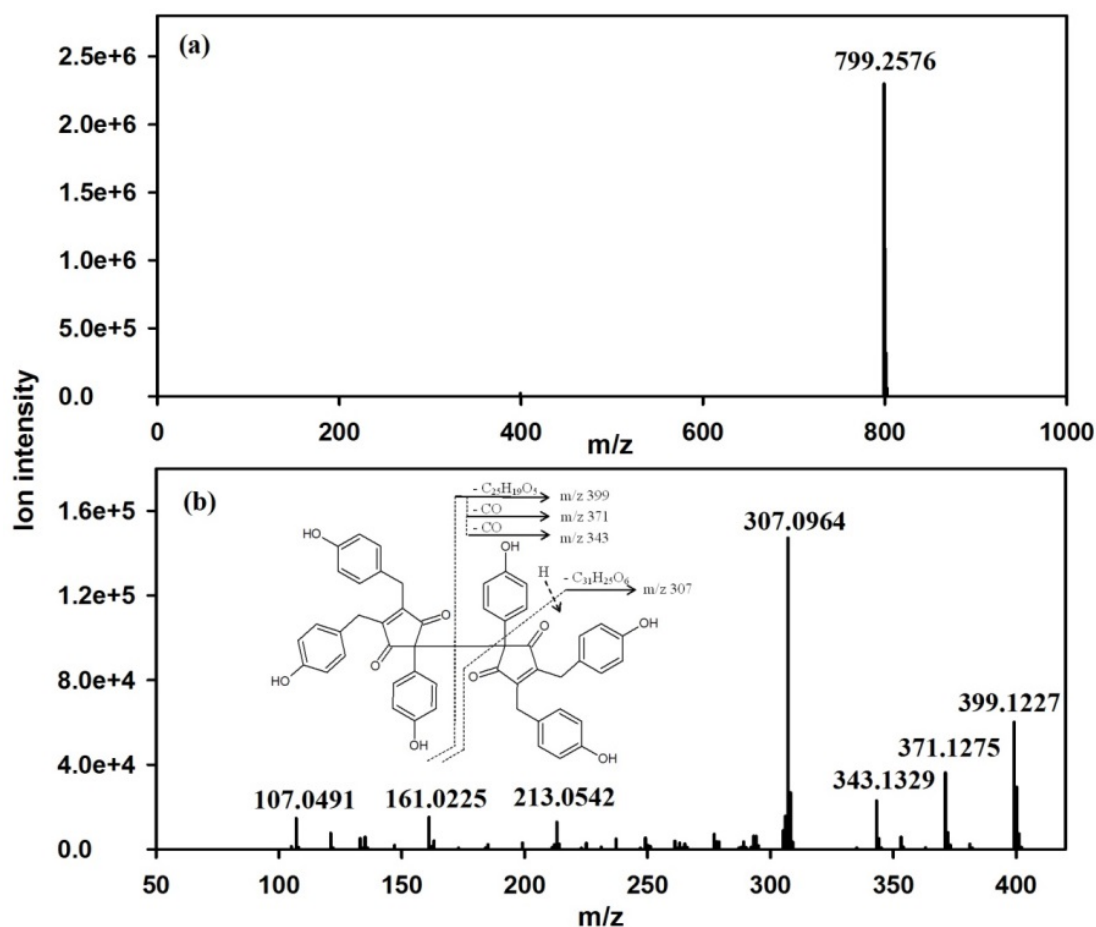 (a)
799.2576
2.5e+6
2.0e+6
1.5e+6
1.0e+6
5.0e+5
0.0
0 200 400 600 800 1000
m/z
Ion intensity
(b)
1.6e+5
1.2e+5
8.0e+4
4.0e+4
0.0
- C₂₅H₁₉O₅ m/z 399
- CO m/z 371
- CO m/z 343
H - C₃₁H₂₅O₆ m/z 307
HO
OH
O
O
O
O
OH
HO
OH
OH
307.0964
399.1227
371.1275
343.1329
107.0491 161.0225 213.0542
50 100 150 200 250 300 350 400
m/z